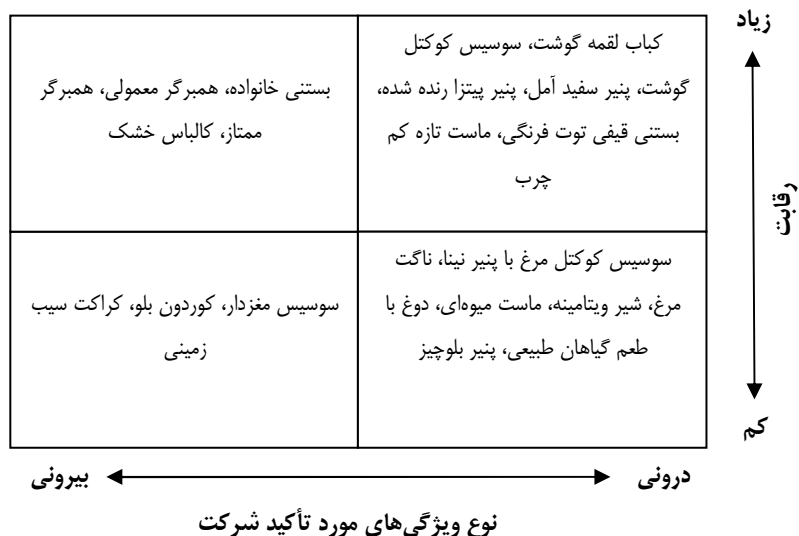 زیاد
کباب لقمه گوشت، سوسیس کوکتل
گوشت، پنیر سفید آمل، پنیر پیتزا رنده شده،
بستنی قیفی توت فرنگی، ماست تازه کم
چرب
بستنی خانواده، همبرگر معمولی، همبرگر
ممتاز، کالباس خشک
رقابت
سوسیس کوکتل مرغ با پنیر نینا، ناگت
مرغ، شیر ویتامینه، ماست میوه‌ای، دوغ با
طعم گیاهان طبیعی، پنیر بلوچیز
سوسیس مغزدار، کوردون بلو، کراکت سیب
زمینی
کم
درونی
بیرونی
نوع ویژگی‌های مورد تأکید شرکت